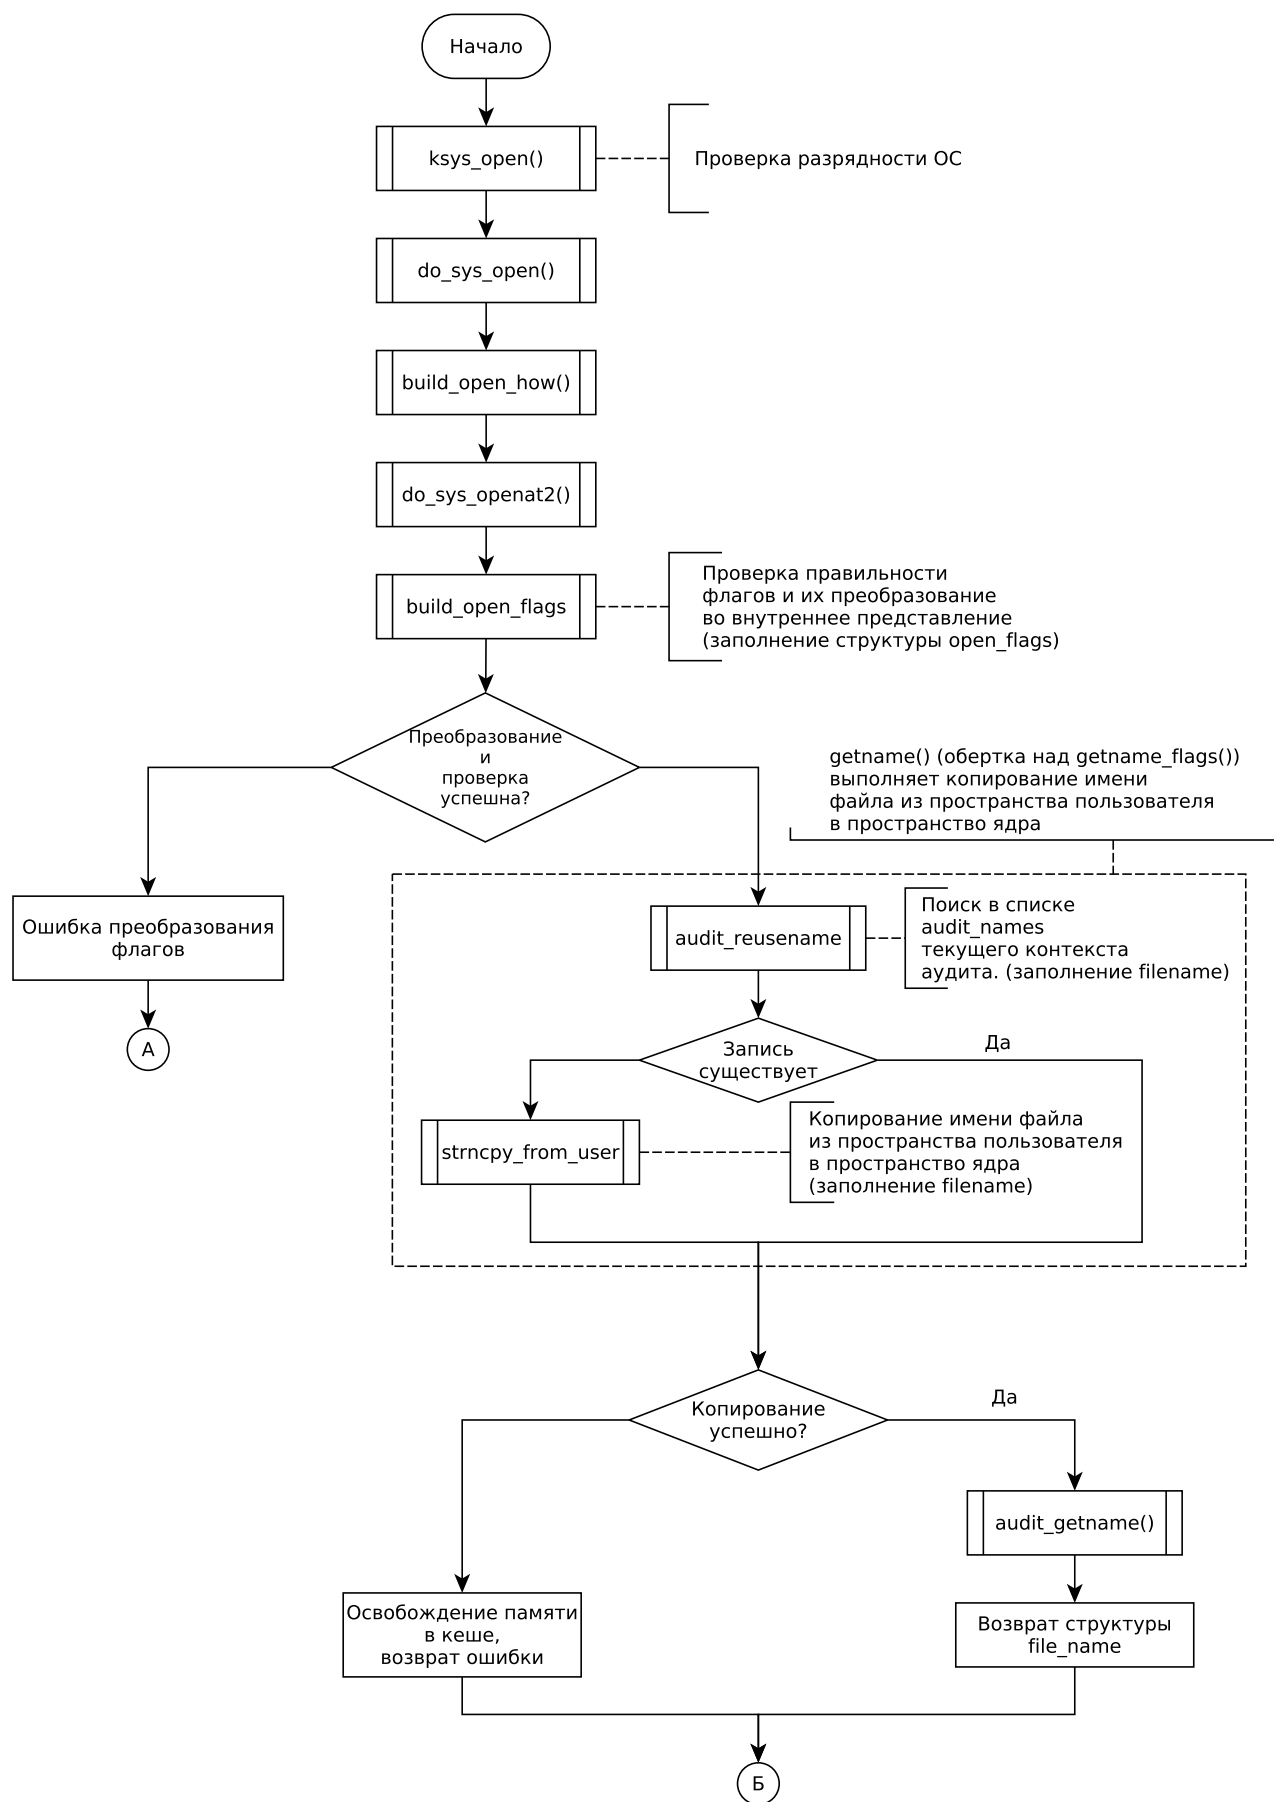 Начало
ksys_open()
Проверка разрядности ОС
do_sys_open()
build_open_how()
do_sys_openat2()
build_open_flags
Проверка правильности
флагов и их преобразование
во внутреннее представление
(заполнение структуры open_flags)
Преобразование
и
проверка
успешна?
getname() (обертка над getname_flags())
выполняет копирование имени
файла из пространства пользователя
в пространство ядра
Ошибка преобразования
флагов
А
audit_reusename
Поиск в списке
audit_names
текущего контекста
аудита. (заполнение filename)
Запись
существует
Да
strncpy_from_user
Копирование имени файла
из пространства пользователя
в пространство ядра
(заполнение filename)
Копирование
успешно?
Да
audit_getname()
Освобождение памяти
в кеше,
возврат ошибки
Возврат структуры
file_name
Б